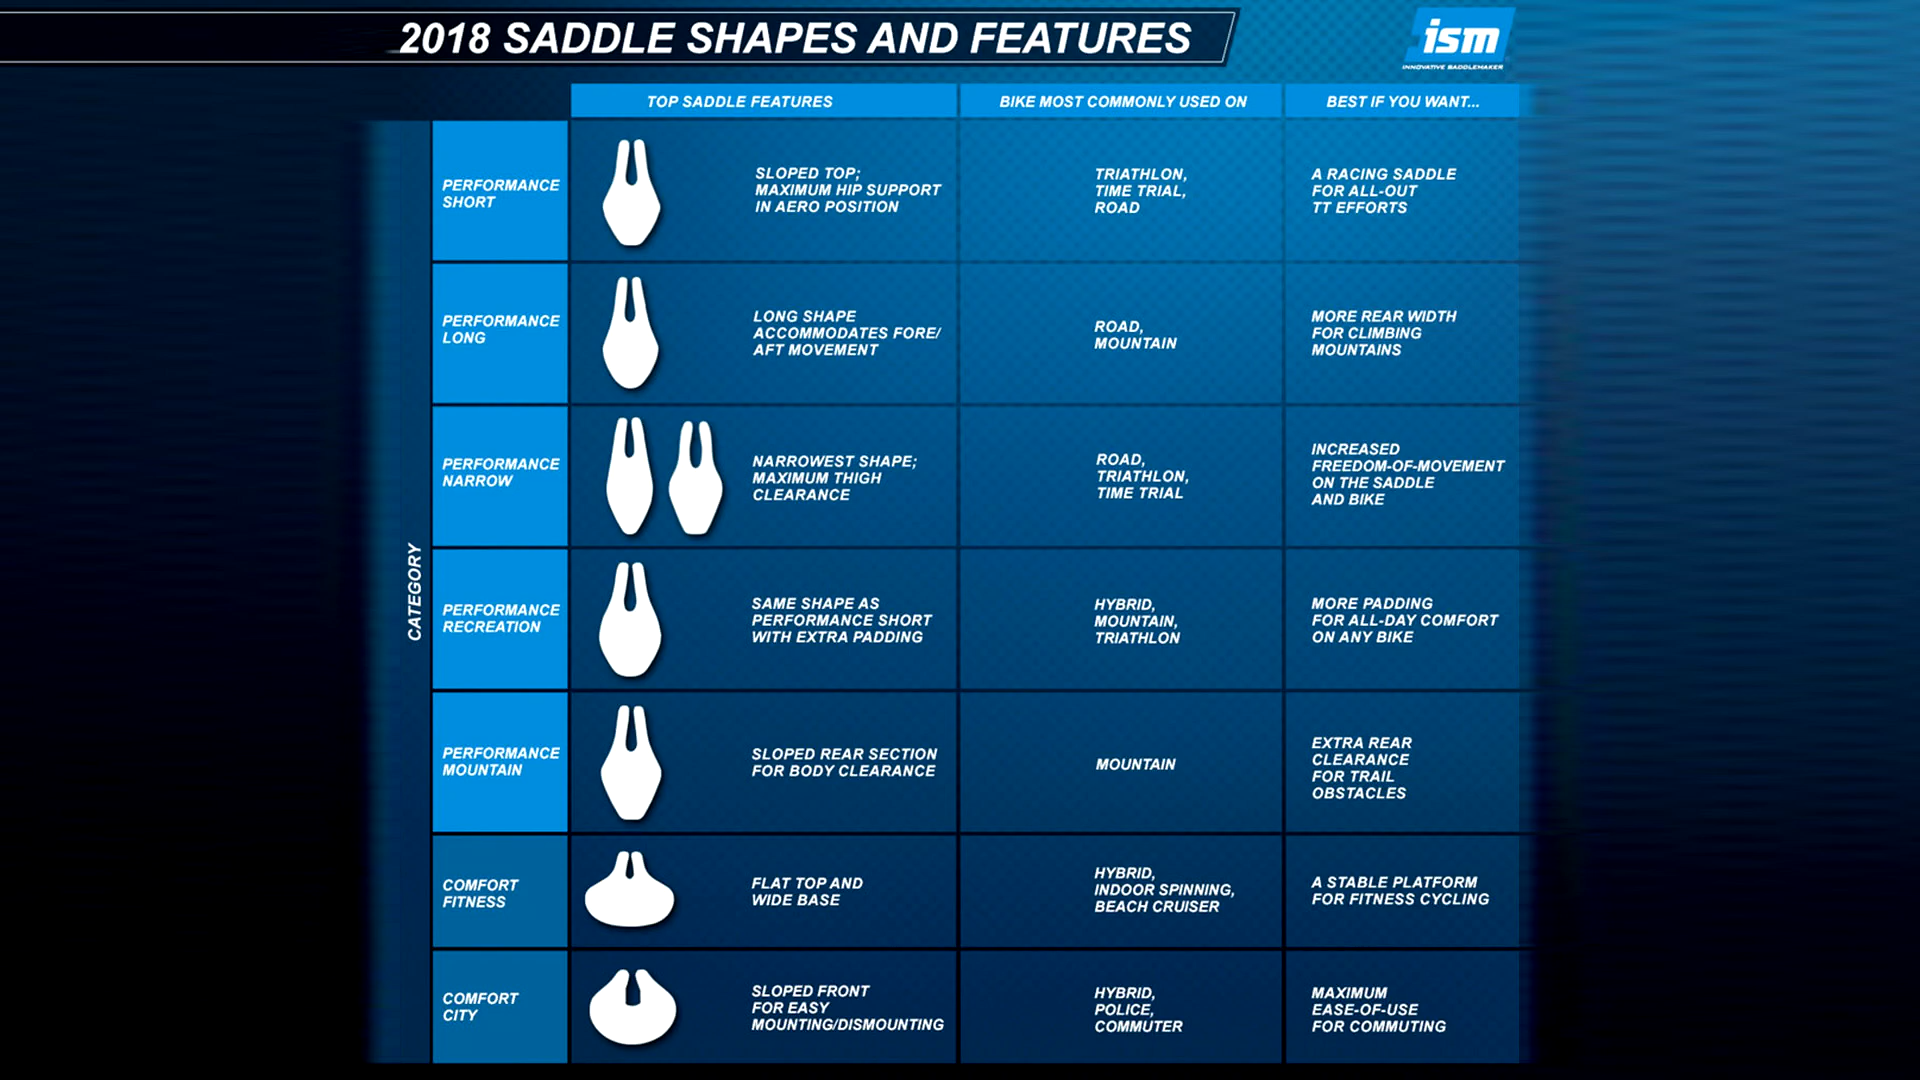 2018 SADDLE SHAPES AND FEATURES
ism
INNOVATIVE SADDLEMAKER
TOP SADDLE FEATURES
BIKE MOST COMMONLY USED ON
BEST IF YOU WANT...
CATEGORY
PERFORMANCE
SHORT
SLOPED TOP;
MAXIMUM HIP SUPPORT
IN AERO POSITION
TRIATHLON,
TIME TRIAL,
ROAD
A RACING SADDLE
FOR ALL-OUT
TT EFFORTS
PERFORMANCE
LONG
LONG SHAPE
ACCOMMODATES FORE/
AFT MOVEMENT
ROAD,
MOUNTAIN
MORE REAR WIDTH
FOR CLIMBING
MOUNTAINS
PERFORMANCE
NARROW
NARROWEST SHAPE;
MAXIMUM THIGH
CLEARANCE
ROAD,
TRIATHLON,
TIME TRIAL
INCREASED
FREEDOM-OF-MOVEMENT
ON THE SADDLE
AND BIKE
PERFORMANCE
RECREATION
SAME SHAPE AS
PERFORMANCE SHORT
WITH EXTRA PADDING
HYBRID,
MOUNTAIN,
TRIATHLON
MORE PADDING
FOR ALL-DAY COMFORT
ON ANY BIKE
PERFORMANCE
MOUNTAIN
SLOPED REAR SECTION
FOR BODY CLEARANCE
MOUNTAIN
EXTRA REAR
CLEARANCE
FOR TRAIL
OBSTACLES
COMFORT
FITNESS
FLAT TOP AND
WIDE BASE
HYBRID,
INDOOR SPINNING,
BEACH CRUISER
A STABLE PLATFORM
FOR FITNESS CYCLING
COMFORT
CITY
SLOPED FRONT
FOR EASY
MOUNTING/DISMOUNTING
HYBRID,
POLICE,
COMMUTER
MAXIMUM
EASE-OF-USE
FOR COMMUTING